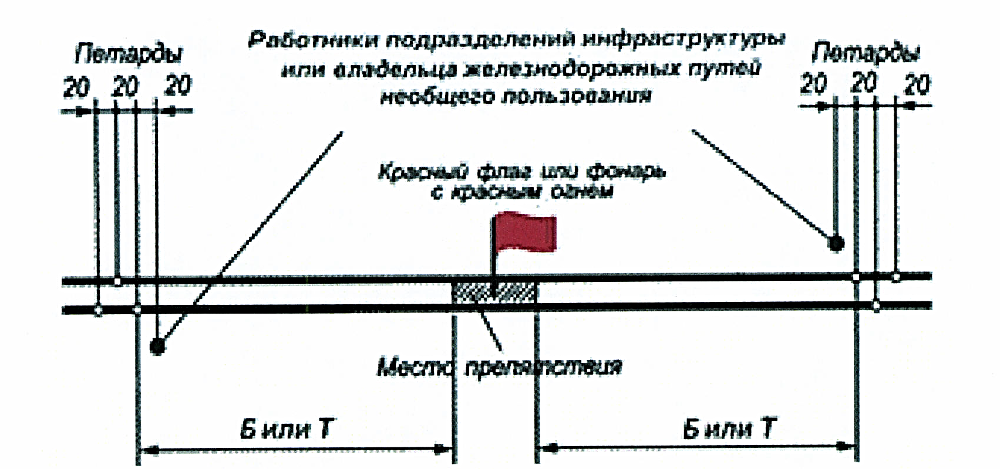 Петарды
20 20 20
Работники подразделений инфраструктуры
или владельца железнодорожных путей
необщего пользования
Петарды
20 20 20
Красный флаг или фонарь
с красным огнем
Место препятствия
Б или Т
Б или Т